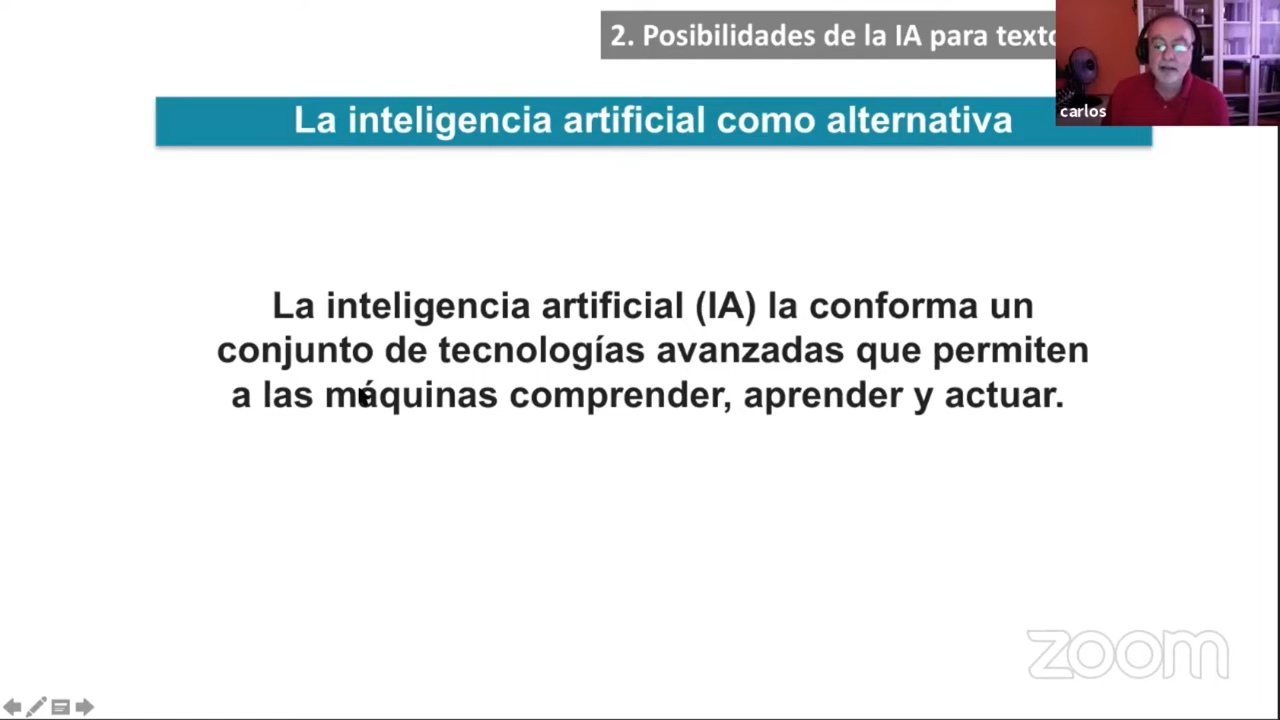 2. Posibilidades de la IA para texto
carlos
La inteligencia artificial como alternativa
La inteligencia artificial (IA) la conforma un
conjunto de tecnologías avanzadas que permiten
a las máquinas comprender, aprender y actuar.
zoom